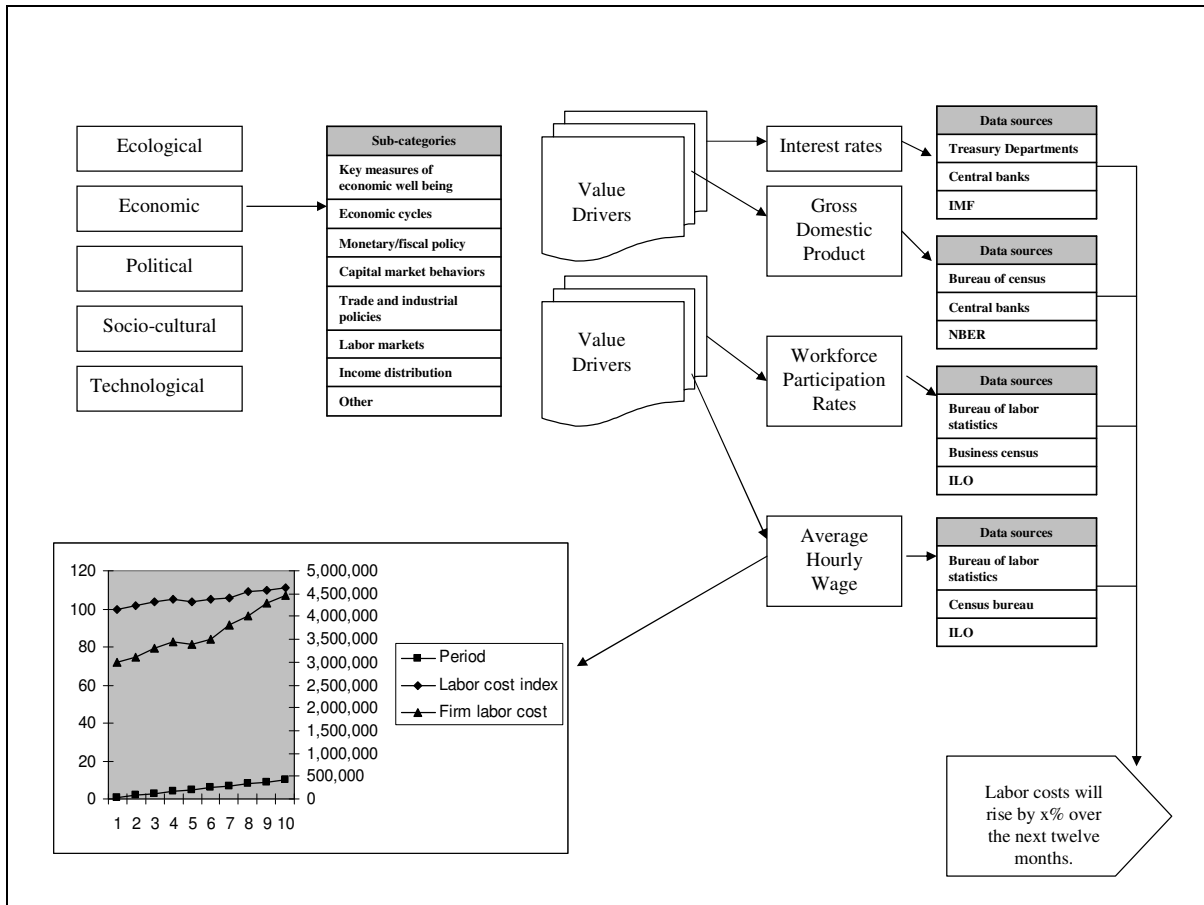 Ecological
Economic
Political
Socio-cultural
Technological
Sub-categories
Key measures of
economic well being
Economic cycles
Monetary/fiscal policy
Capital market behaviors
Trade and industrial
policies
Labor markets
Income distribution
Other
Value
Drivers
Value
Drivers
Interest rates
Gross
Domestic
Product
Workforce
Participation
Rates
Average
Hourly
Wage
Data sources
Treasury Departments
Central banks
IMF
Data sources
Bureau of census
Central banks
NBER
Data sources
Bureau of labor
statistics
Business census
ILO
Data sources
Bureau of labor
statistics
Census bureau
ILO
120
100
80
60
40
20
0
5,000,000
4,500,000
4,000,000
3,500,000
3,000,000
2,500,000
2,000,000
1,500,000
1,000,000
500,000
0
1 2 3 4 5 6 7 8 9 10
Period
Labor cost index
Firm labor cost
Labor costs will
rise by x% over
the next twelve
months.